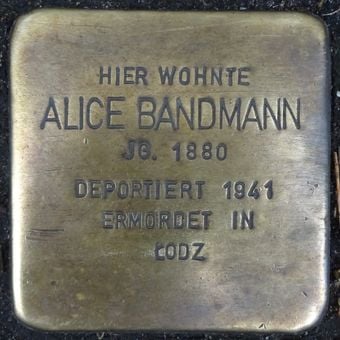 HIER WOHNTE
ALICE BANDMANN
JG. 1880
DEPORTIERT 1941
ERMORDET IN
ŁODZ